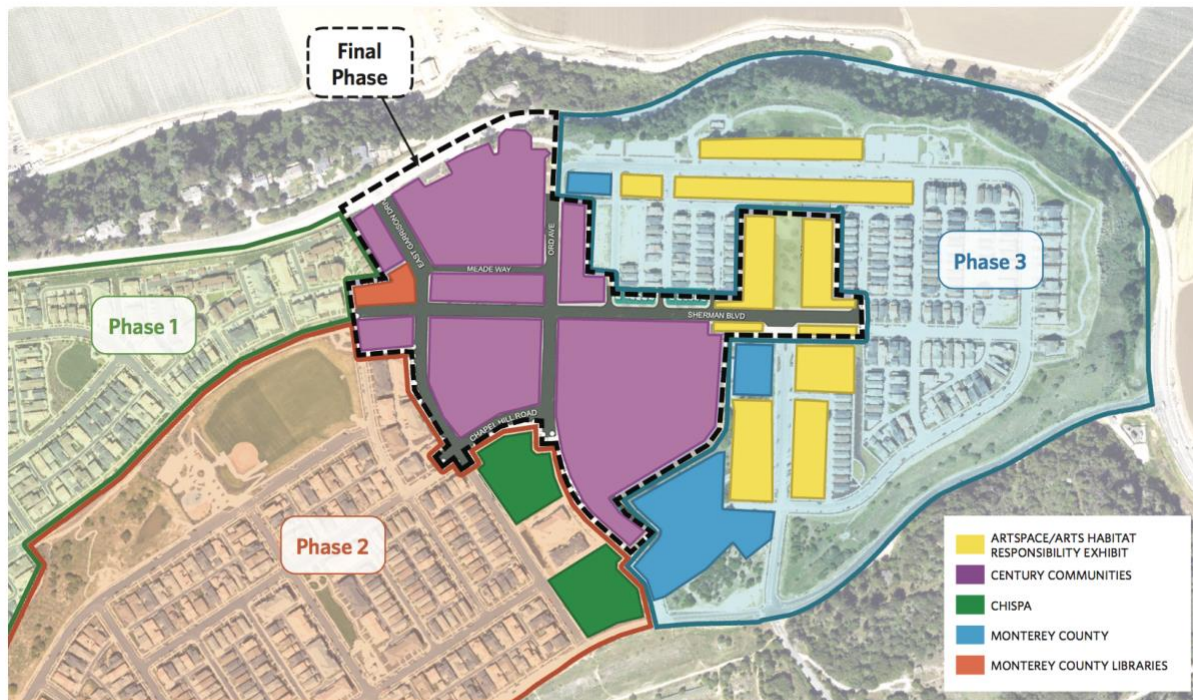 Final
Phase
EAST GARRISON DRIVE
ORD AVE
MEADE WAY
SHERMAN BLVD
CHAPEL HILL ROAD
Phase 1
Phase 2
Phase 3
ARTSPACE/ARTS HABITAT
RESPONSIBILITY EXHIBIT
CENTURY COMMUNITIES
CHISPA
MONTEREY COUNTY
MONTEREY COUNTY LIBRARIES